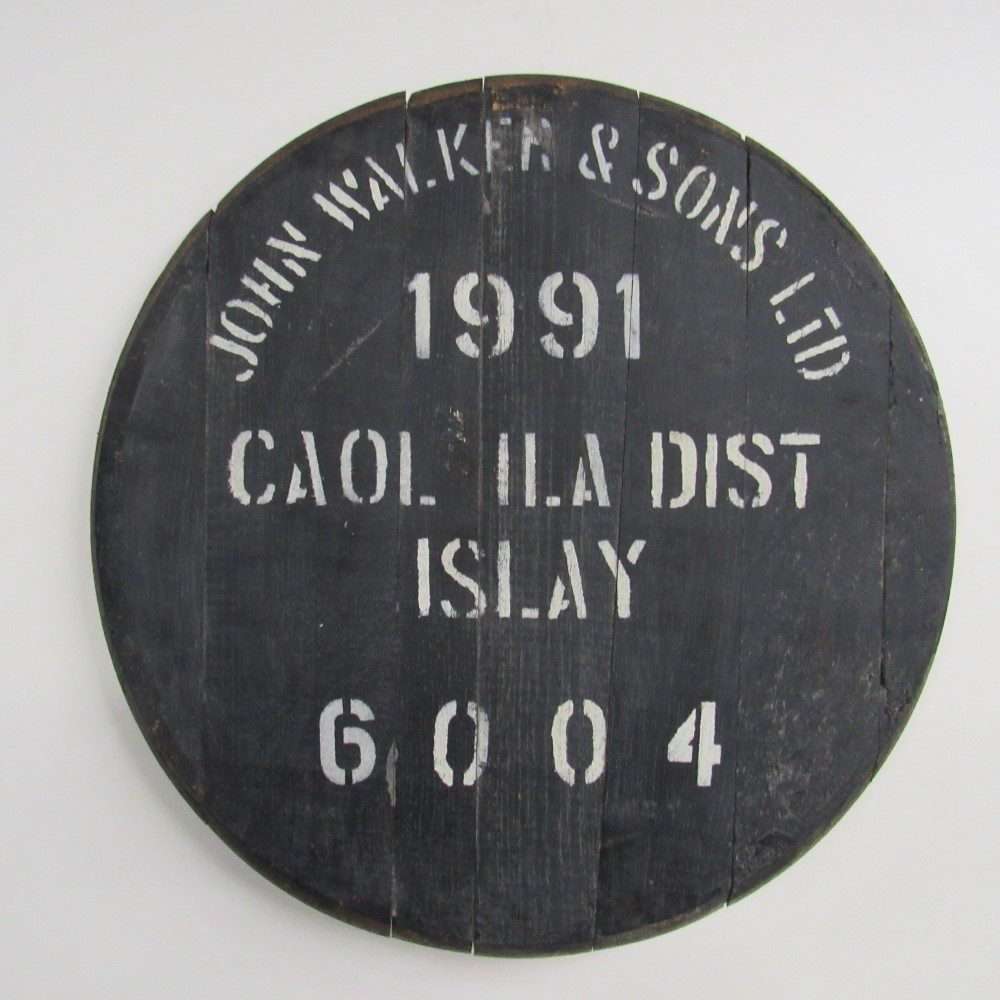 JOHN WALKER & SONS LTD
1991
CAOL ILA DIST
ISLAY
6004